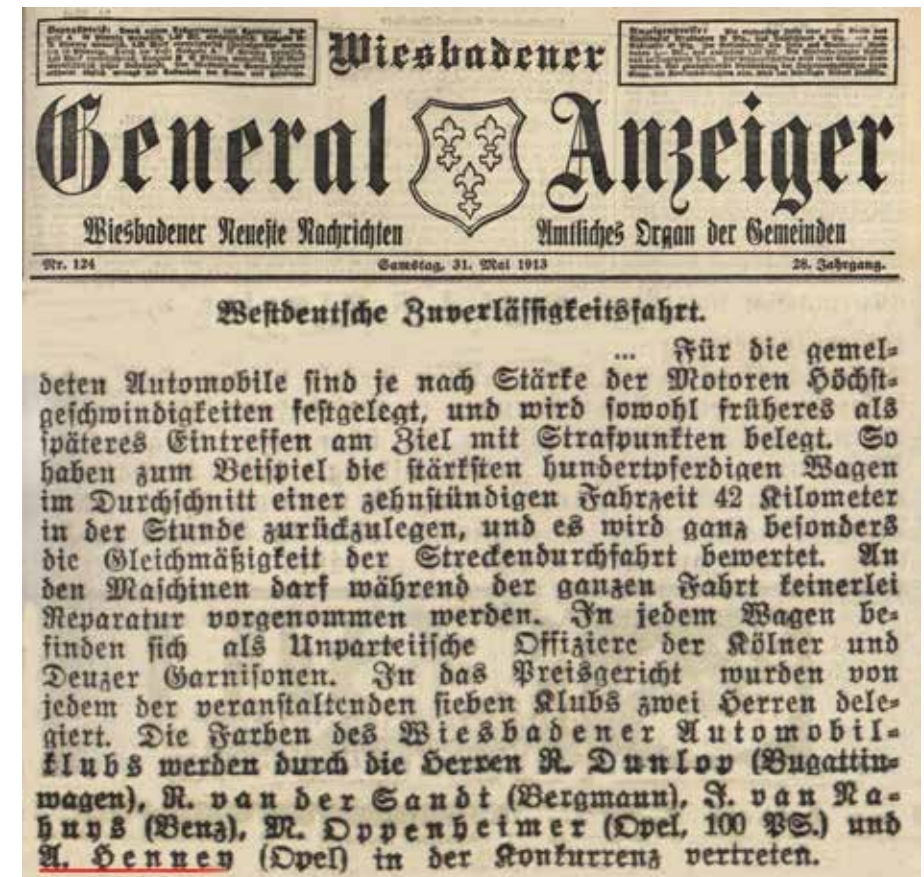 Wiesbadener
General Anzeiger
Wiesbadener Neueste Nachrichten Amtliches Organ der Gemeinden
Nr. 124 Samstag, 31. Mai 1913 28. Jahrgang.
Westdeutsche Zuverlässigkeitsfahrt.
... Für die gemel-
deten Automobile sind je nach Stärke der Motoren Höchst-
geschwindigkeiten festgelegt, und wird sowohl früheres als
späteres Eintreffen am Ziel mit Strafpunkten belegt. So
haben zum Beispiel die stärksten hundertpferdigen Wagen
im Durchschnitt einer zehnstündigen Fahrzeit 42 Kilometer
in der Stunde zurückzulegen, und es wird ganz besonders
die Gleichmäßigkeit der Streckendurchfahrt bewertet. An
den Maschinen darf während der ganzen Fahrt keinerlei
Reparatur vorgenommen werden. In jedem Wagen be-
finden sich als Unparteiische Offiziere der Kölner und
Deuzer Garnisonen. In das Preisgericht wurden von
jedem der veranstaltenden sieben Klubs zwei Herren dele-
giert. Die Farben des Wiesbadener Automobil-
klubs werden durch die Herren R. Dunlop (Bugattin-
wagen), R. van der Sandt (Bergmann), J. van Na-
huys (Benz), M. Oppenheimer (Opel, 100 PS.) und
A. Henney (Opel) in der Konkurrenz vertreten.